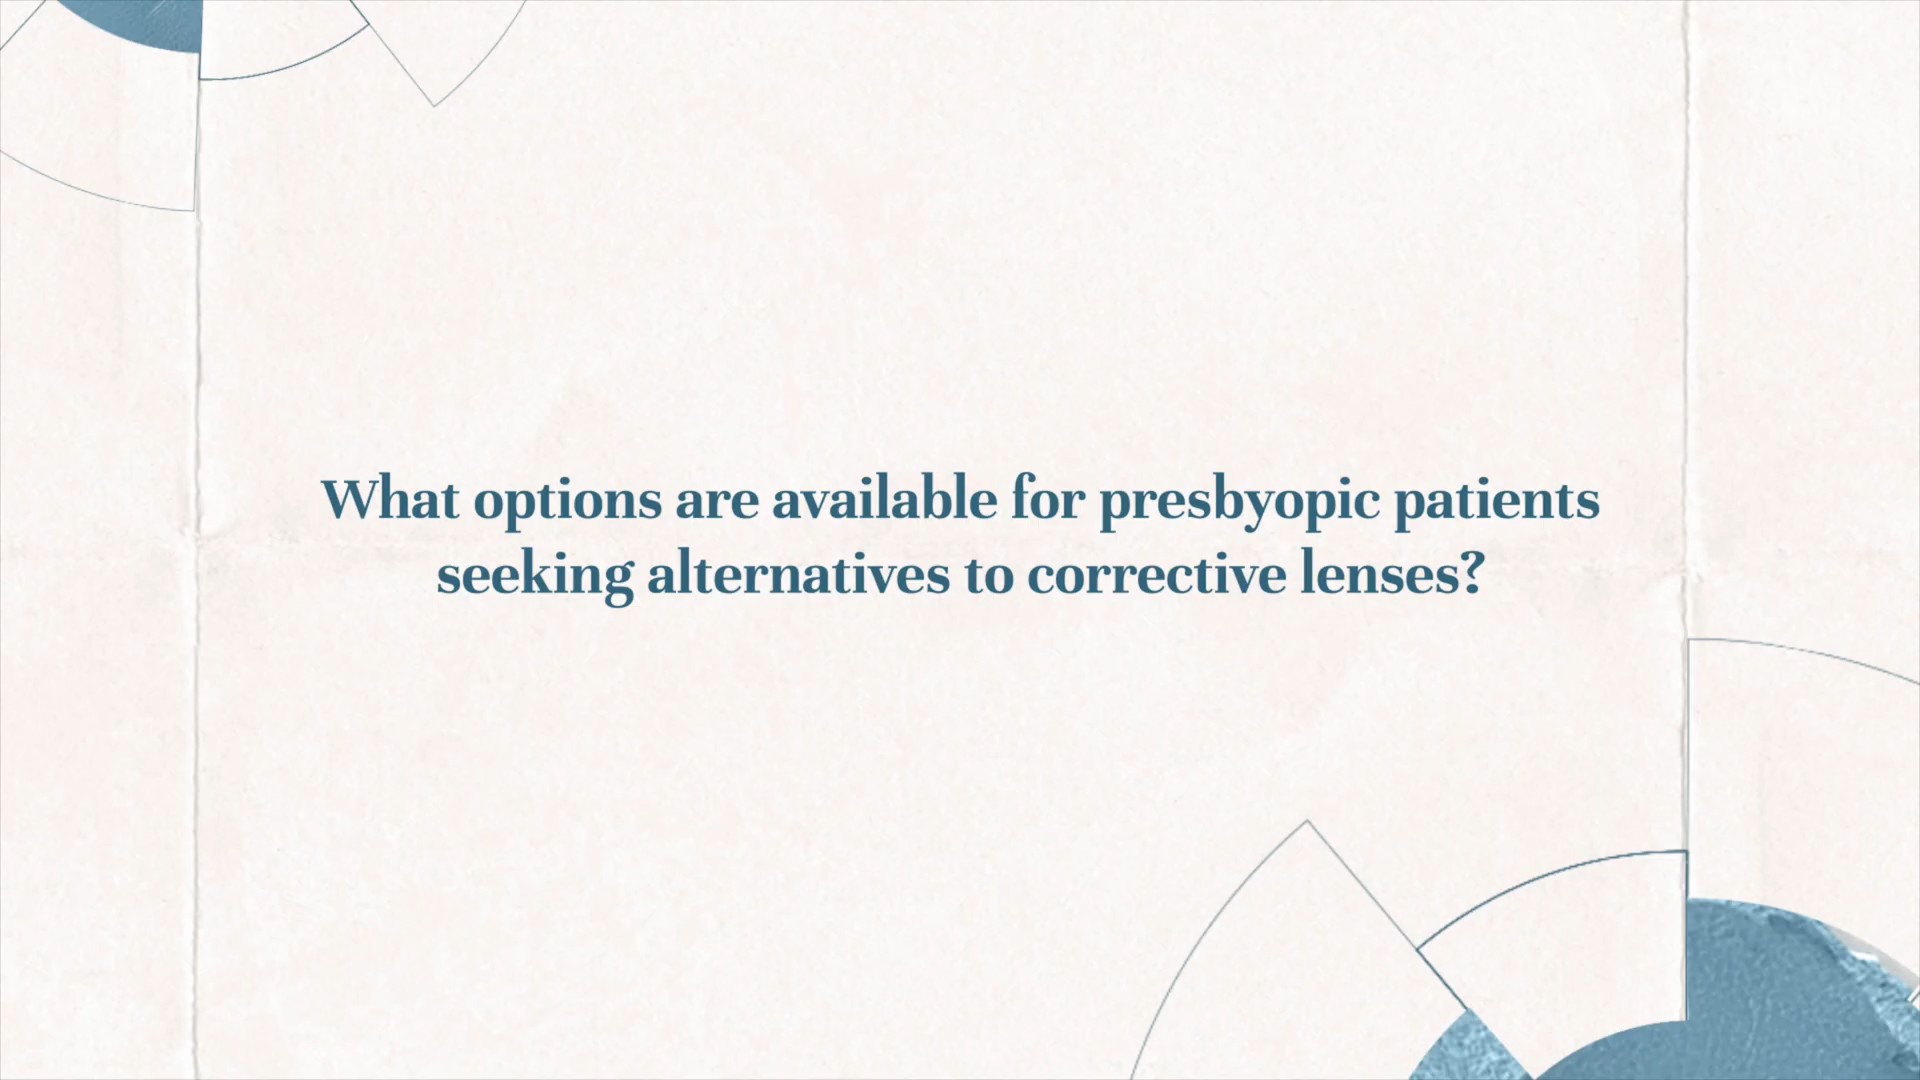 What options are available for presbyopic patients
seeking alternatives to corrective lenses?